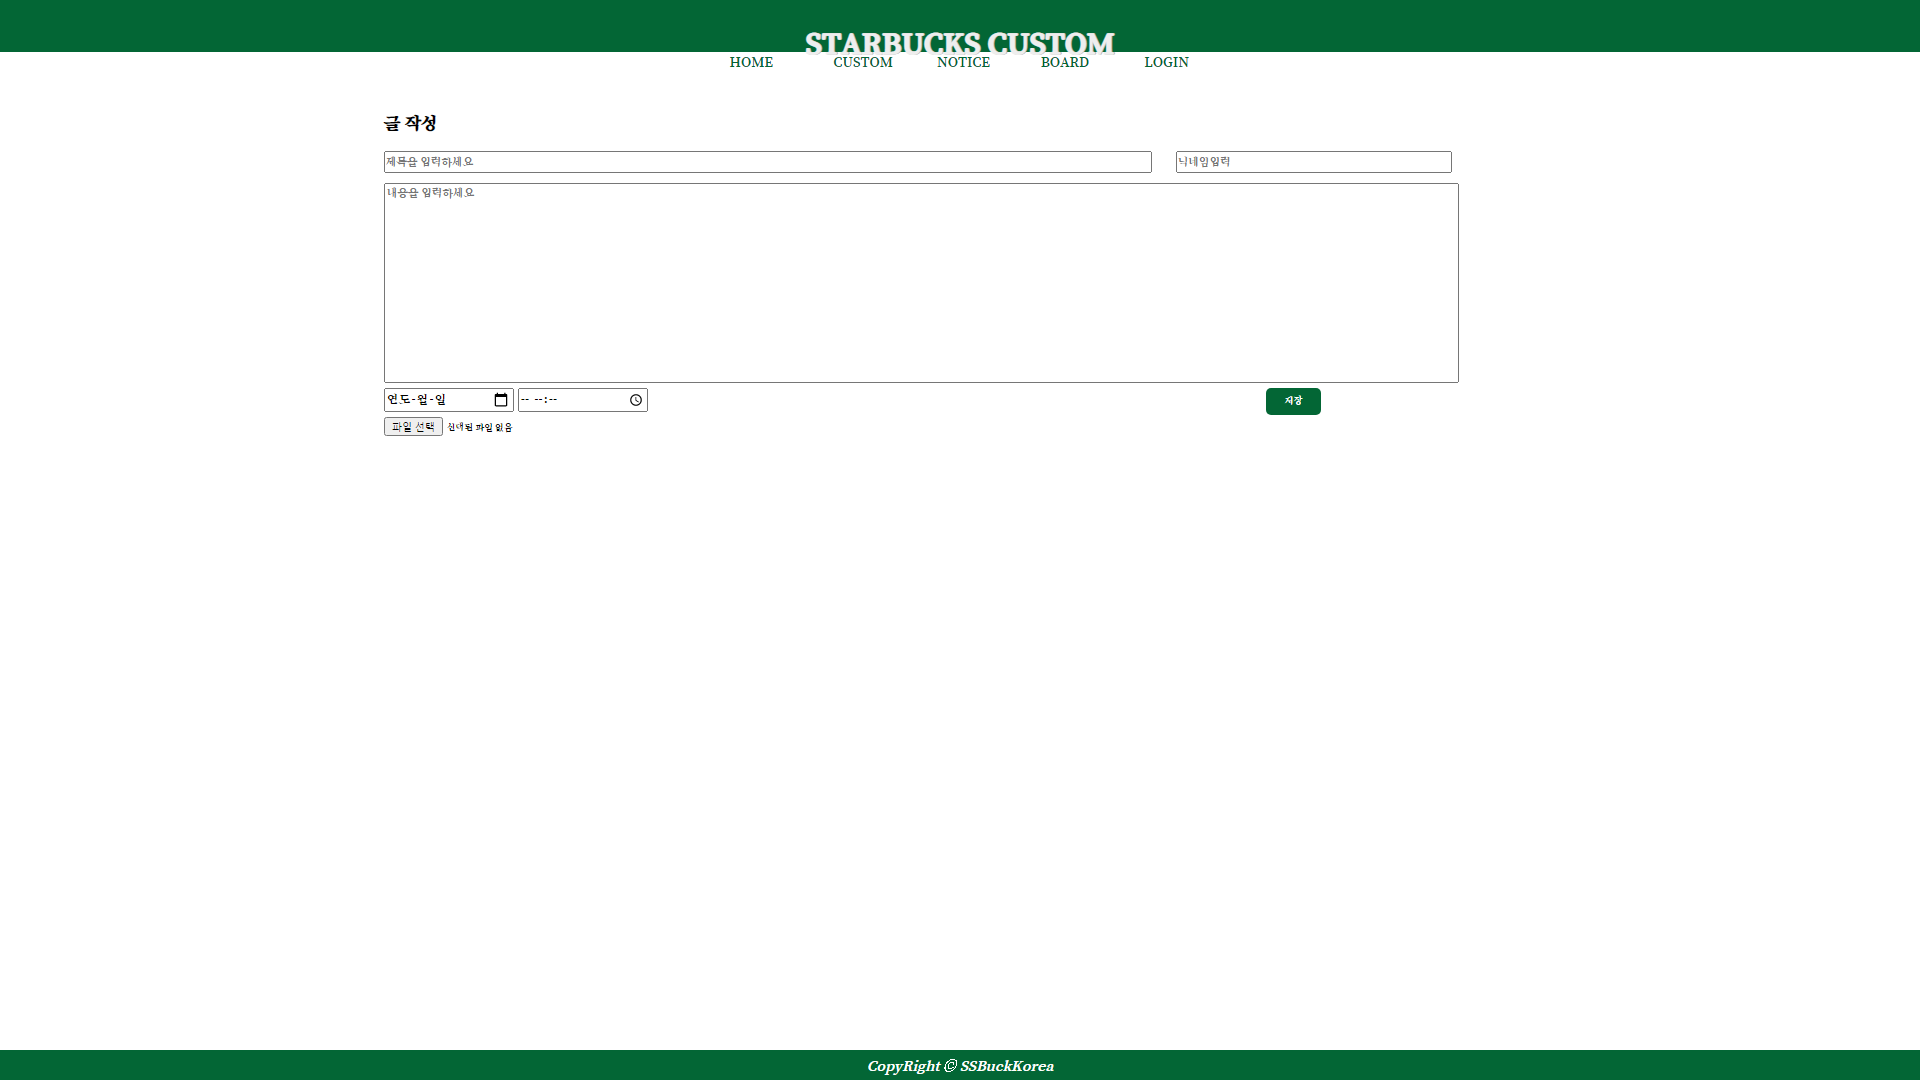 STARBUCKS CUSTOM
HOME CUSTOM NOTICE BOARD LOGIN
글 작성
제목을 입력하세요 닉네임입력
내용을 입력하세요
연도-월-일 -- --:-- 저장
파일 선택 선택된 파일 없음
CopyRight © SSBuckKorea